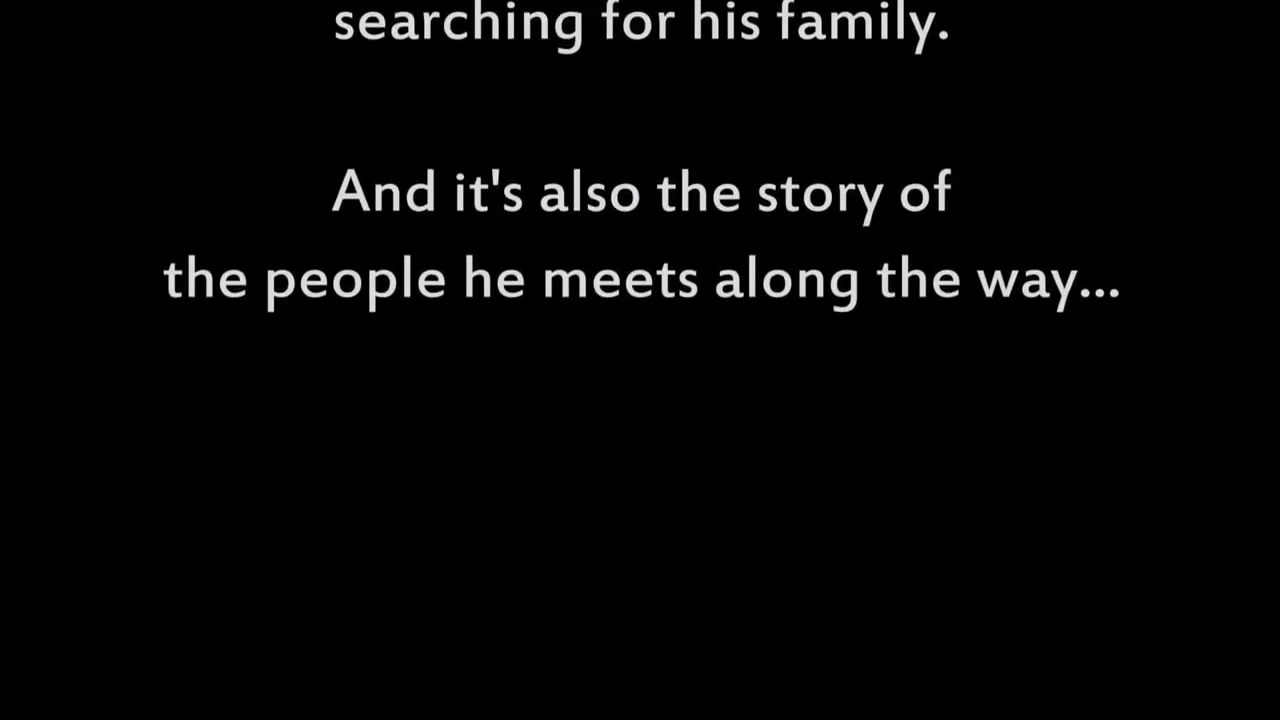 searching for his family.
And it's also the story of
the people he meets along the way...